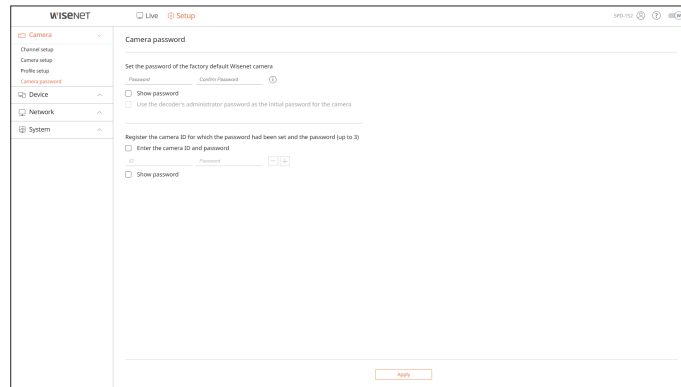 WISENET
Live
Setup
SPD-152
Camera
Channel setup
Camera setup
Profile setup
Camera password
Device
Network
System
Camera password
Set the password of the factory default Wisenet camera
Password Confirm Password
Show password
Use the decoder's administrator password as the initial password for the camera
Register the camera ID for which the password had been set and the password (up to 3)
Enter the camera ID and password
ID Password
Show password
Apply